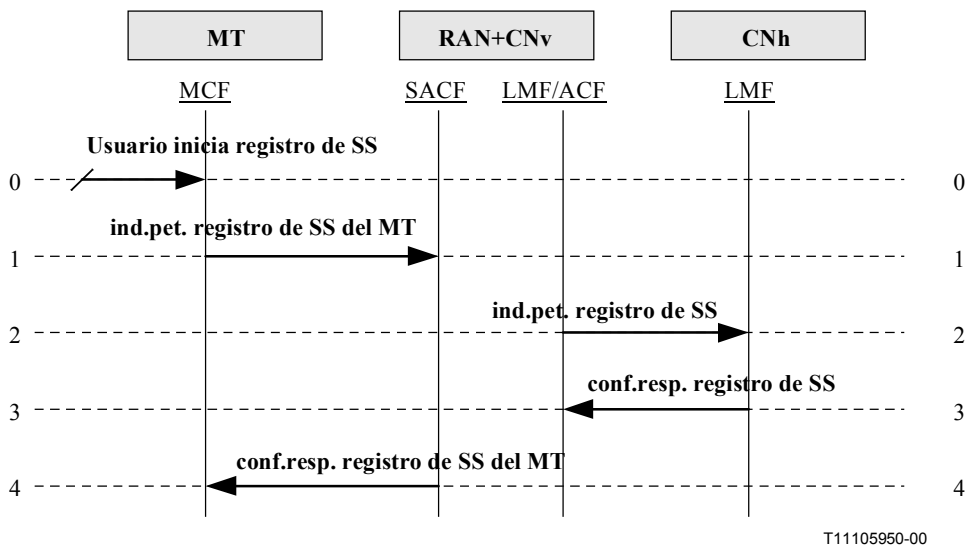 MT RAN+CNv CNh
MCF SACF LMF/ACF LMF
Usuario inicia registro de SS
0 0
ind.pet. registro de SS del MT
1 1
ind.pet. registro de SS
2 2
conf.resp. registro de SS
3 3
conf.resp. registro de SS del MT
4 4
T11105950-00